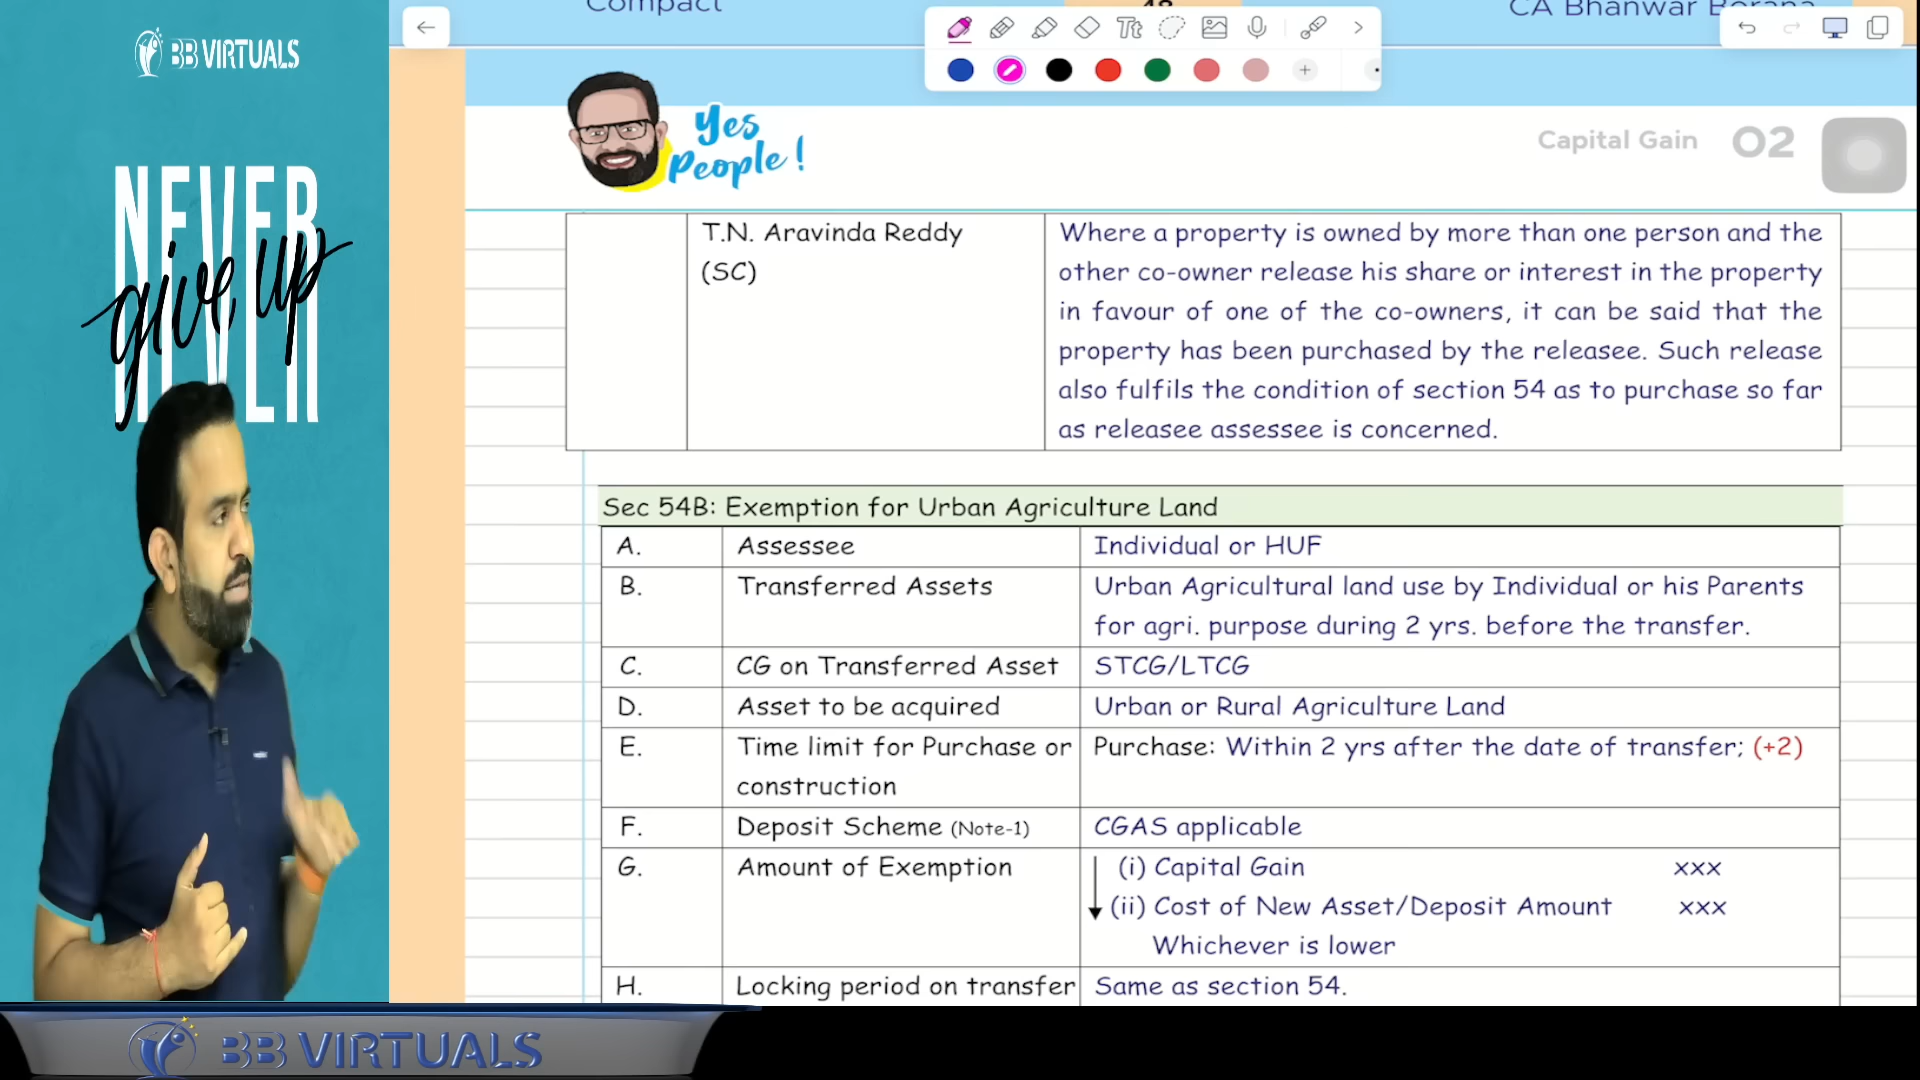 Compact 48 CA Bhanwar Borana
BB VIRTUALS
NEVER
give up
NEVER
Yes
People!
Capital Gain 02
Tt
T.N. Aravinda Reddy
(SC)
Where a property is owned by more than one person and the
other co-owner release his share or interest in the property
in favour of one of the co-owners, it can be said that the
property has been purchased by the releasee. Such release
also fulfils the condition of section 54 as to purchase so far
as releasee assessee is concerned.
Sec 54B: Exemption for Urban Agriculture Land
A. Assessee Individual or HUF
B. Transferred Assets Urban Agricultural land use by Individual or his Parents
for agri. purpose during 2 yrs. before the transfer.
C. CG on Transferred Asset STCG/LTCG
D. Asset to be acquired Urban or Rural Agriculture Land
E. Time limit for Purchase or Purchase: Within 2 yrs after the date of transfer; (+2)
construction
F. Deposit Scheme (Note-1) CGAS applicable
G. Amount of Exemption (i) Capital Gain xxx
(ii) Cost of New Asset/Deposit Amount xxx
Whichever is lower
H. Locking period on transfer Same as section 54.
BB VIRTUALS